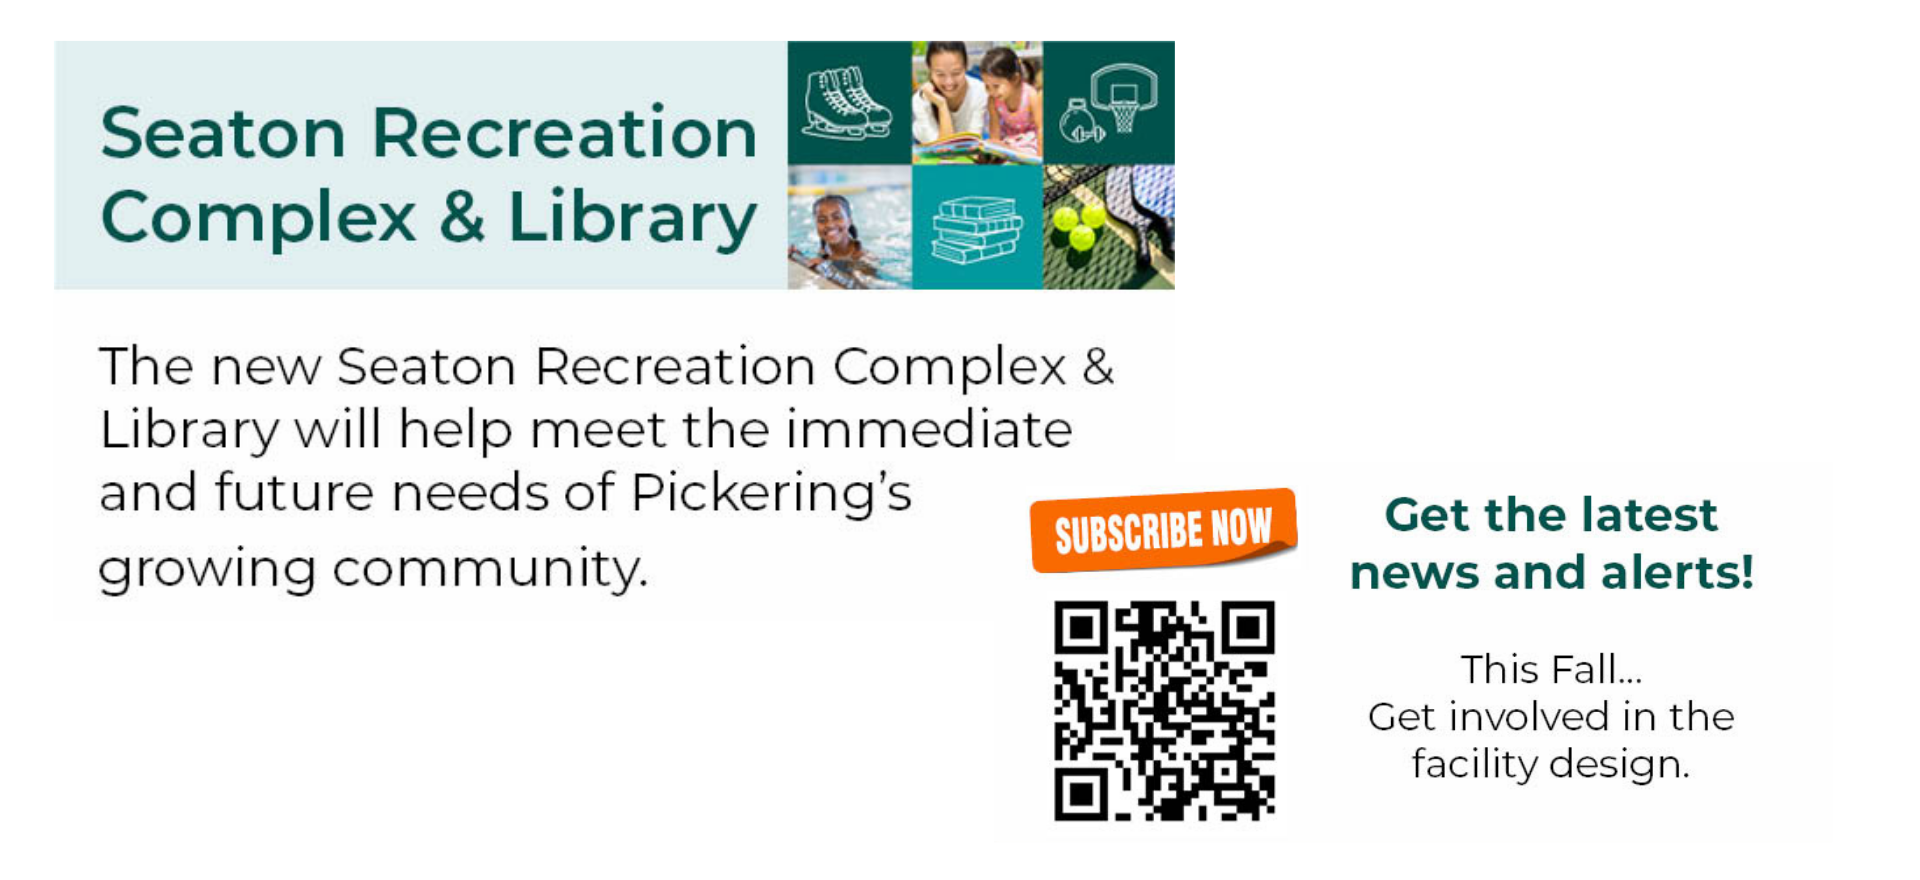 Seaton Recreation
Complex & Library
The new Seaton Recreation Complex &
Library will help meet the immediate
and future needs of Pickering’s
growing community.
SUBSCRIBE NOW
Get the latest
news and alerts!
This Fall...
Get involved in the
facility design.